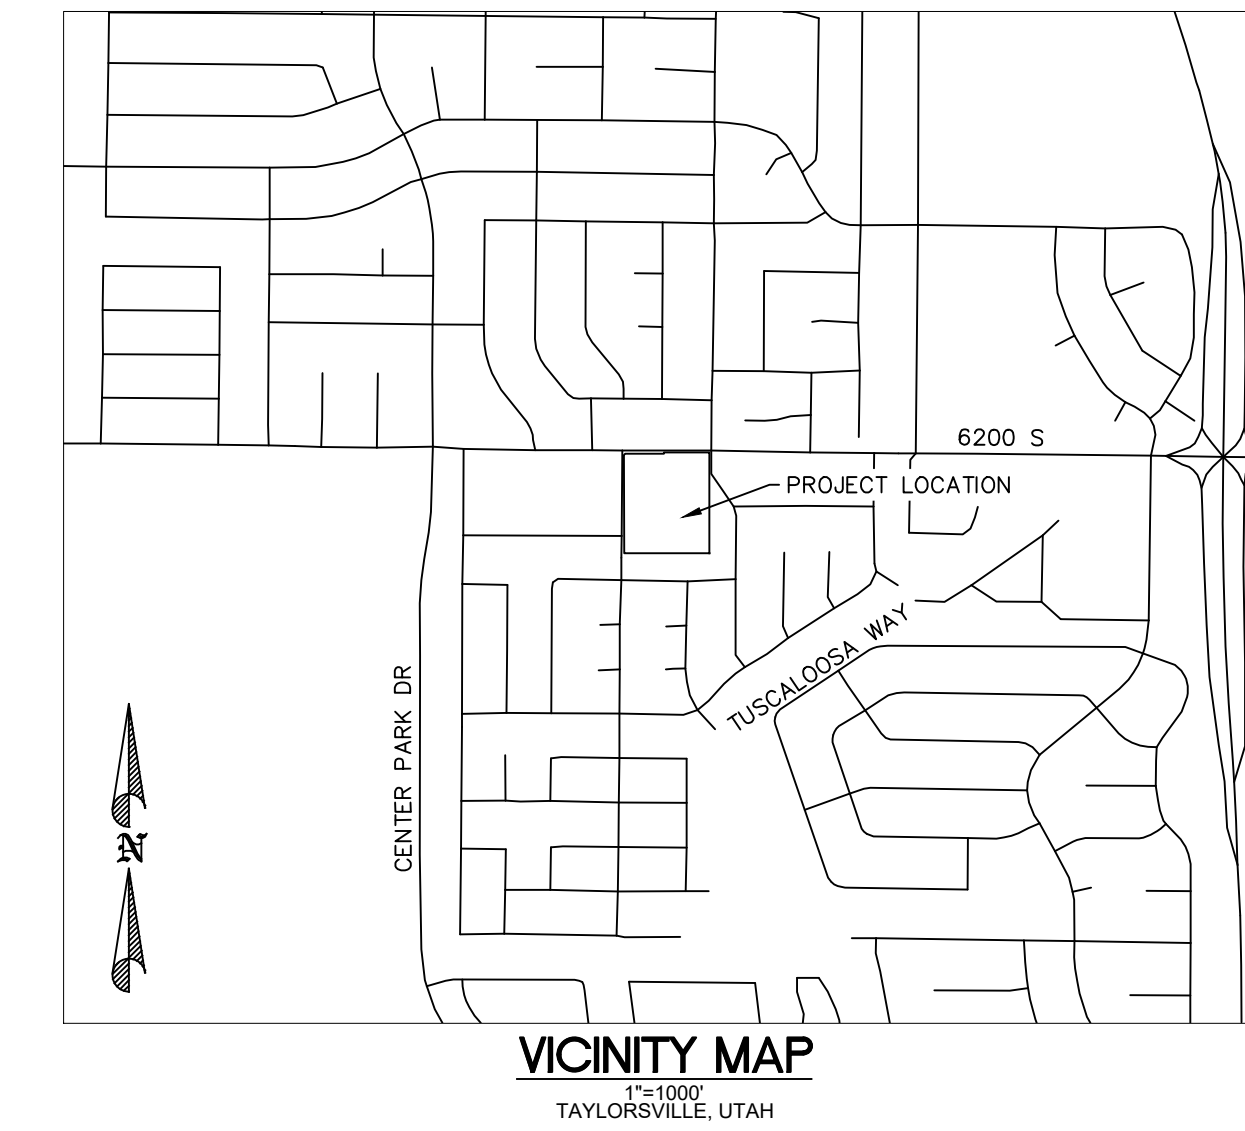 6200 S
PROJECT LOCATION
TUSCALOOSA WAY
CENTER PARK DR
N
VICINITY MAP
1"=1000'
TAYLORSVILLE, UTAH